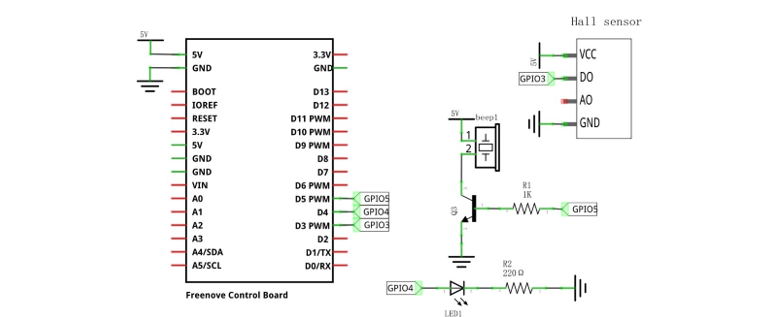 Hall sensor
5V
5V
GND
BOOT
IOREF
RESET
3.3V
5V
GND
GND
VIN
A0
A1
A2
A3
A4/SDA
A5/SCL
3.3V
GND
D13
D12
D11 PWM
D10 PWM
D9 PWM
D8
D7
D6 PWM
D5 PWM
D4
D3 PWM
D2
D1/TX
D0/RX
GPIO5
GPIO4
GPIO3
Freenove Control Board
5V
VCC
GPIO3
DO
AO
GND
5V
beep1
1
2
Q3
R1
1K
GPIO5
GPIO4
LED1
R2
220Ω